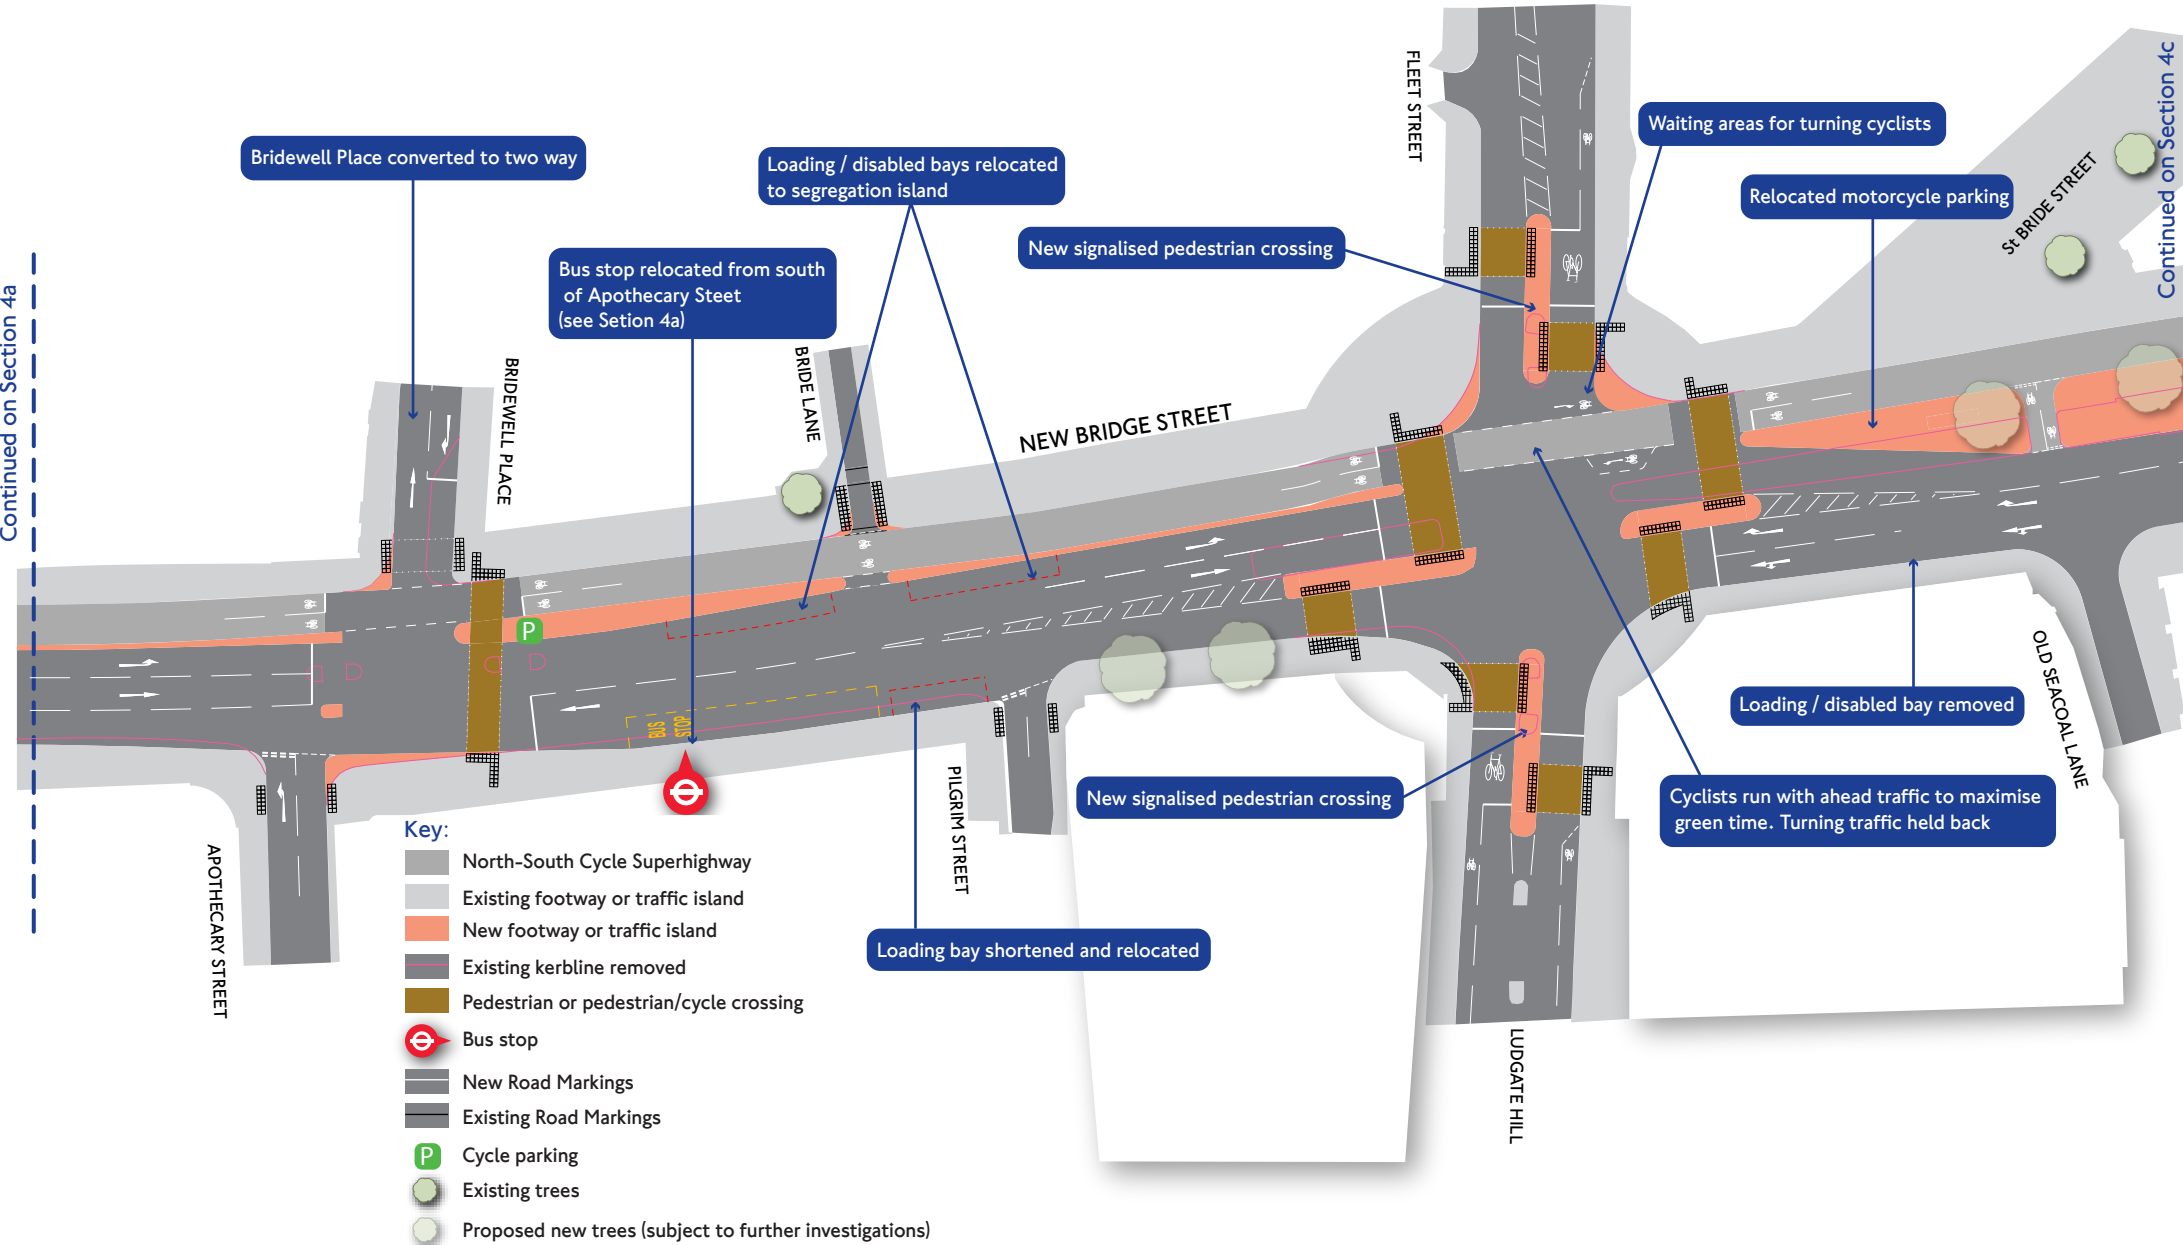 Continued on Section 4a
Bridewell Place converted to two way
Bus stop relocated from south
of Apothecary Steet
(see Setion 4a)
Loading / disabled bays relocated
to segregation island
New signalised pedestrian crossing
Waiting areas for turning cyclists
Relocated motorcycle parking
Continued on Section 4c
FLEET STREET
St BRIDE STREET
BRIDEWELL PLACE
BRIDE LANE
NEW BRIDGE STREET
P
BUS
STOP
Loading / disabled bay removed
OLD SEACOAL LANE
New signalised pedestrian crossing
Cyclists run with ahead traffic to maximise
green time. Turning traffic held back
PILGRIM STREET
APOTHECARY STREET
Loading bay shortened and relocated
LUDGATE HILL
Key:
North-South Cycle Superhighway
Existing footway or traffic island
New footway or traffic island
Existing kerbline removed
Pedestrian or pedestrian/cycle crossing
Bus stop
New Road Markings
Existing Road Markings
P Cycle parking
Existing trees
Proposed new trees (subject to further investigations)